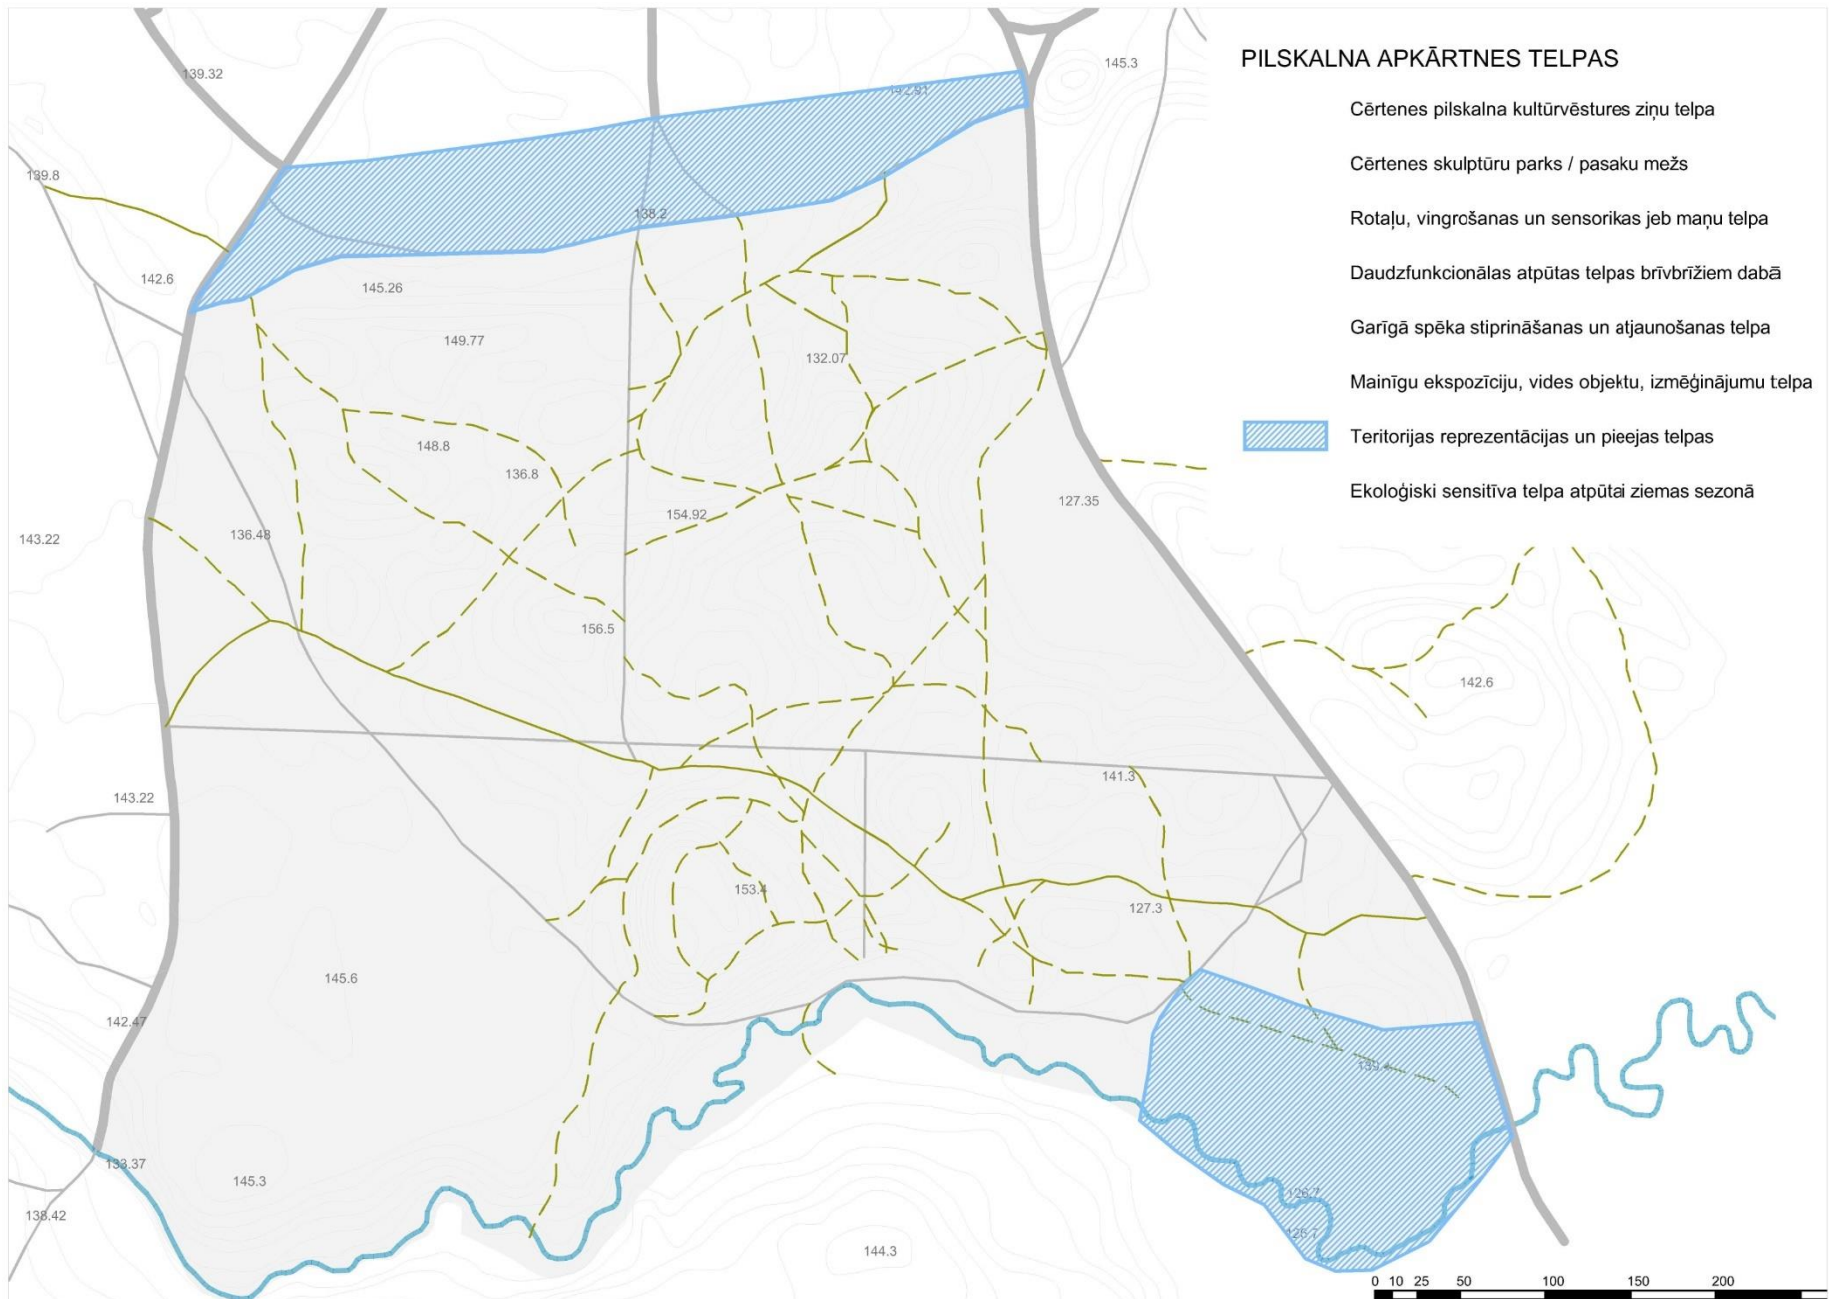 PILSKALNA APKĀRTNES TELPAS
Cērtenes pilskalna kultūrvēstures ziņu telpa
Cērtenes skulptūru parks / pasaku mežs
Rotaļu, vingrošanas un sensorikas jeb maņu telpa
Daudzfunkcionālas atpūtas telpas brīvbrīžiem dabā
Garīgā spēka stiprināšanas un atjaunošanas telpa
Mainīgu ekspozīciju, vides objektu, izmēģinājumu telpa
Teritorijas reprezentācijas un pieejas telpas
Ekoloģiski sensitīva telpa atpūtai ziemas sezonā
139.32
145.3
139.8
138.2
142.6
145.26
149.77
132.07
148.8
136.8
154.92
127.35
136.48
143.22
156.5
142.6
141.3
143.22
153.4
127.3
145.6
142.47
133.37
145.3
138.42
126.7
144.3
0 10 25 50 100 150 200